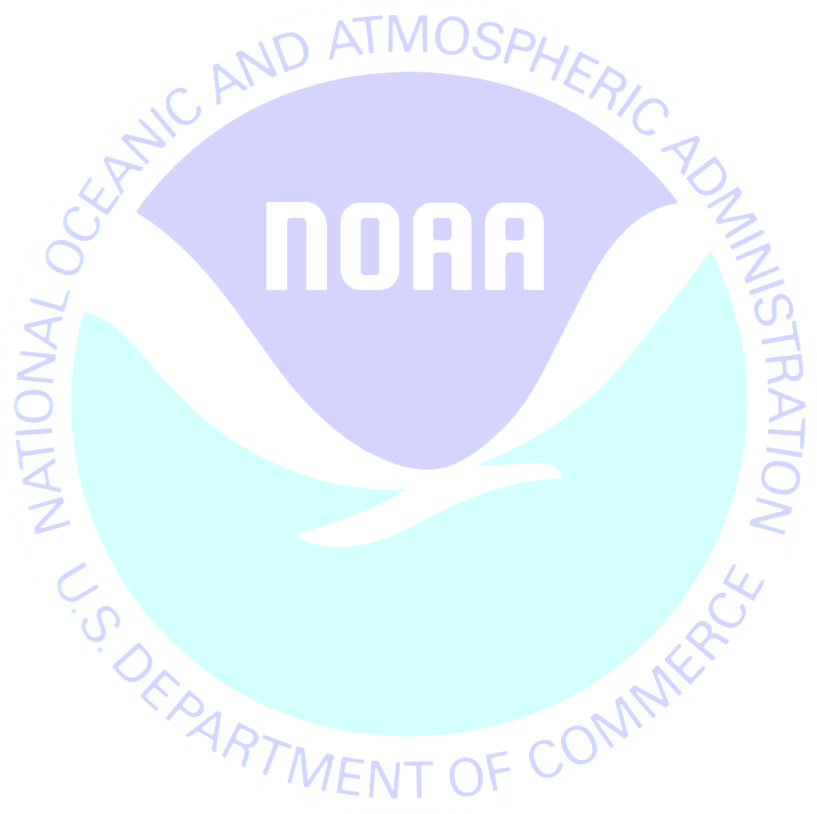 NATIONAL OCEANIC AND ATMOSPHERIC ADMINISTRATION
NOAA
U.S. DEPARTMENT OF COMMERCE